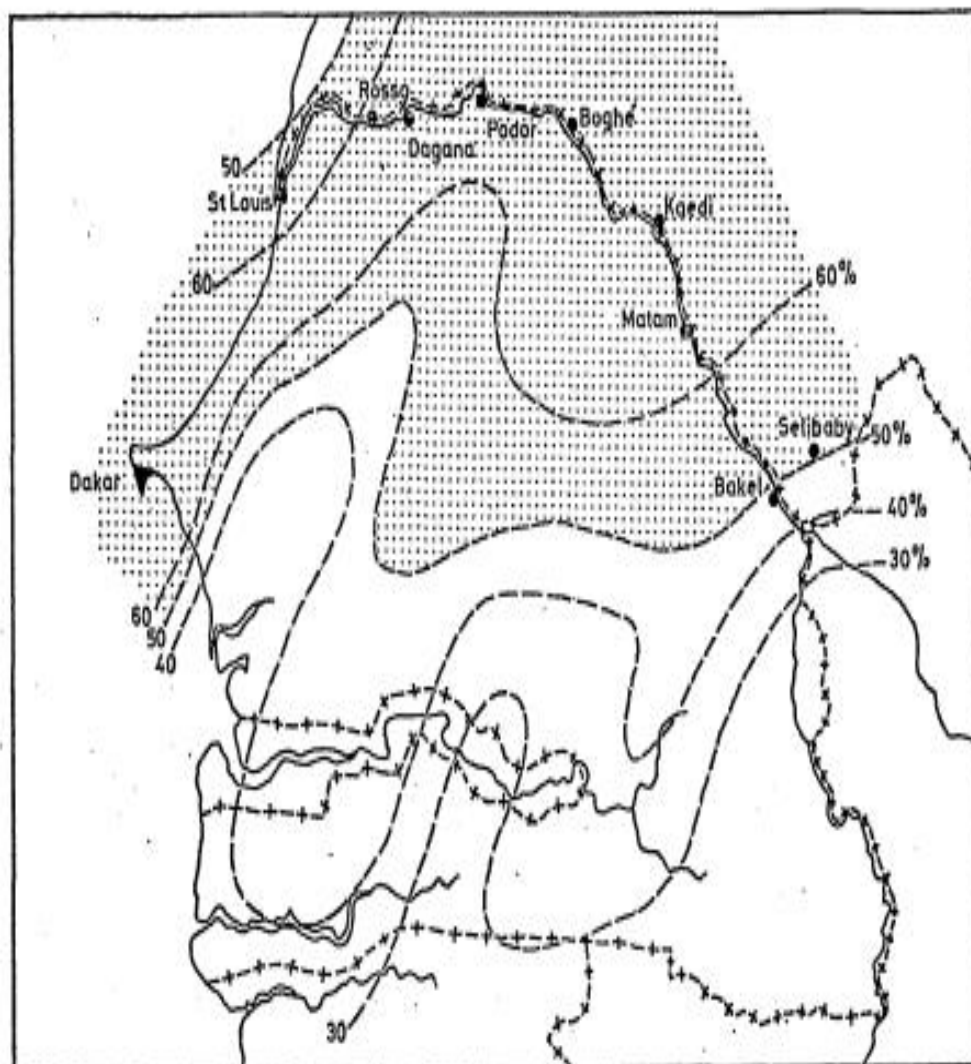 Rosso
Podor
Boghe
Dagana
50
St Louis
Kaedi
60
60%
Matam
Selibaby
50%
Dakar
Bakel
40%
30%
60
50
40
30